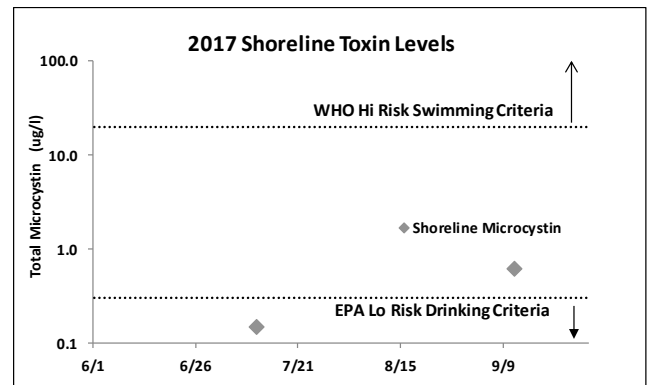 2017 Shoreline Toxin Levels
100.0
WHO Hi Risk Swimming Criteria
10.0
Total Microcystin (ug/l)
Shoreline Microcystin
1.0
EPA Lo Risk Drinking Criteria
0.1
6/1 6/26 7/21 8/15 9/9